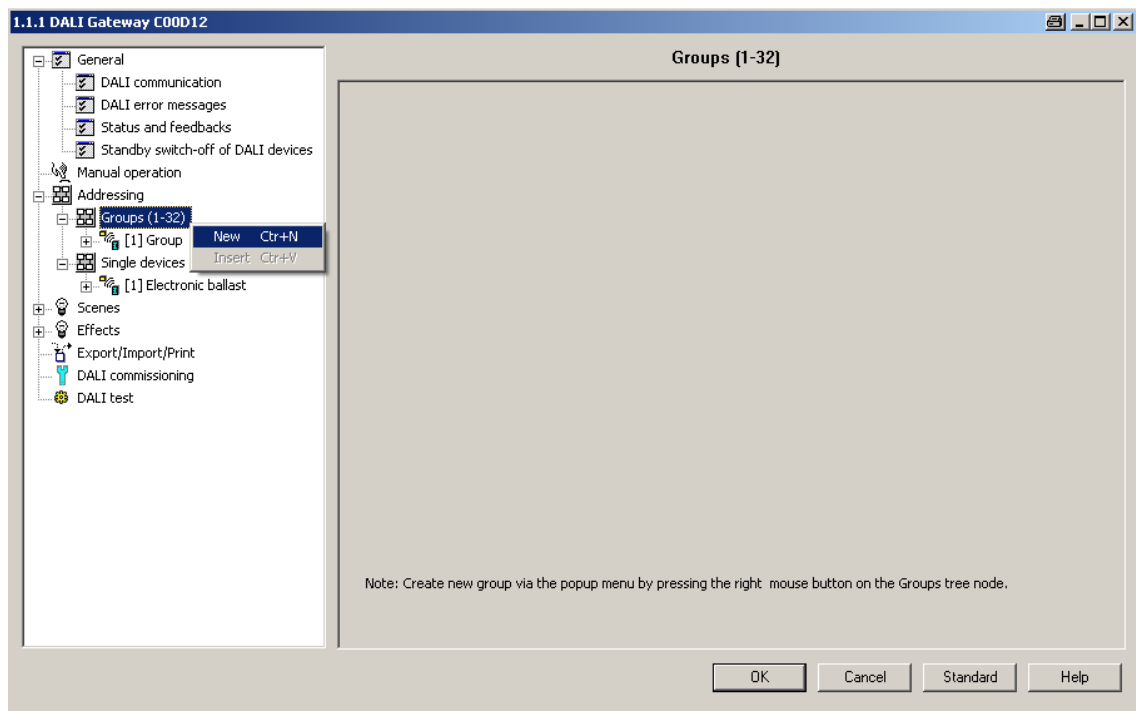 1.1.1 DALI Gateway C00D12
General
DALI communication
DALI error messages
Status and feedbacks
Standby switch-off of DALI devices
Manual operation
Addressing
Groups (1-32)
[1] Group
Single devices
[1] Electronic ballast
Scenes
Effects
Export/Import/Print
DALI commissioning
DALI test
New Ctr+N
Insert Ctr+V
Groups (1-32)
Note: Create new group via the popup menu by pressing the right mouse button on the Groups tree node.
OK
Cancel
Standard
Help